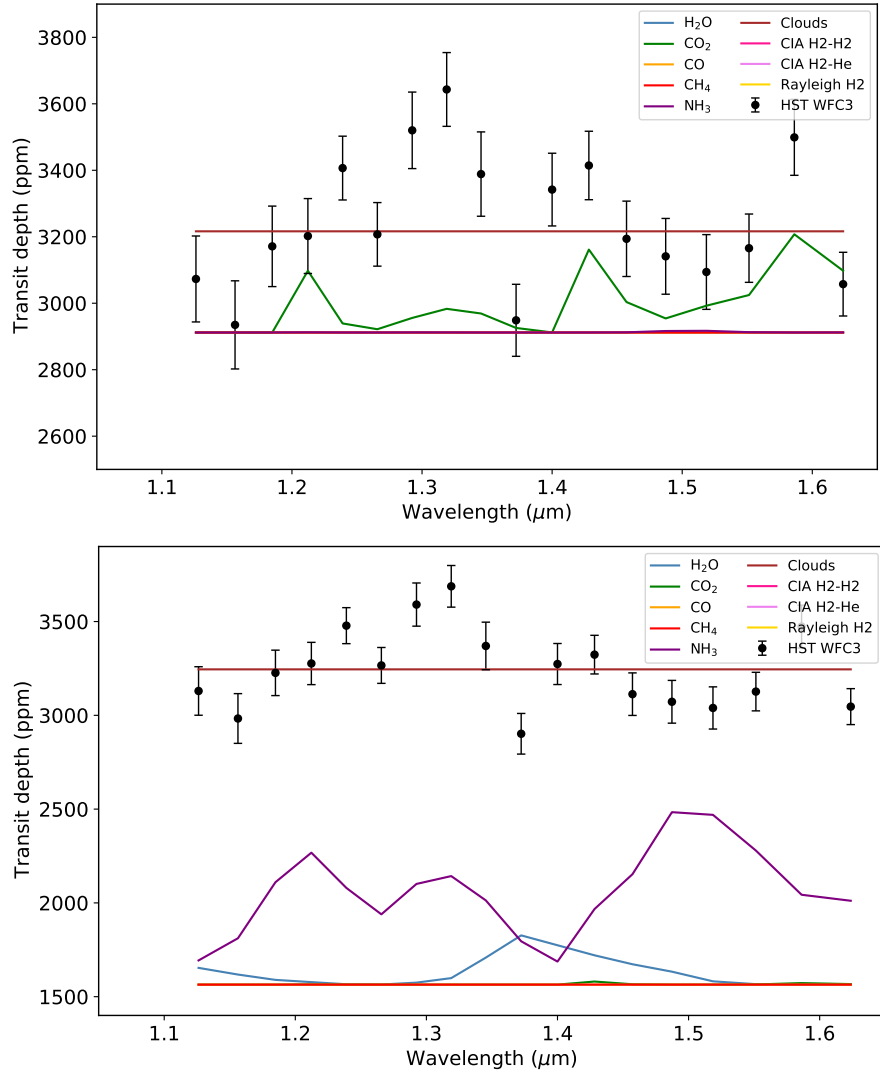 3800
3600
3400
3200
3000
2800
2600
Transit depth (ppm)
1.1 1.2 1.3 1.4 1.5 1.6
Wavelength (μm)
H₂O
CO₂
CO
CH₄
NH₃
Clouds
CIA H2-H2
CIA H2-He
Rayleigh H2
HST WFC3
3500
3000
2500
2000
1500
Transit depth (ppm)
1.1 1.2 1.3 1.4 1.5 1.6
Wavelength (μm)
H₂O
CO₂
CO
CH₄
NH₃
Clouds
CIA H2-H2
CIA H2-He
Rayleigh H2
HST WFC3